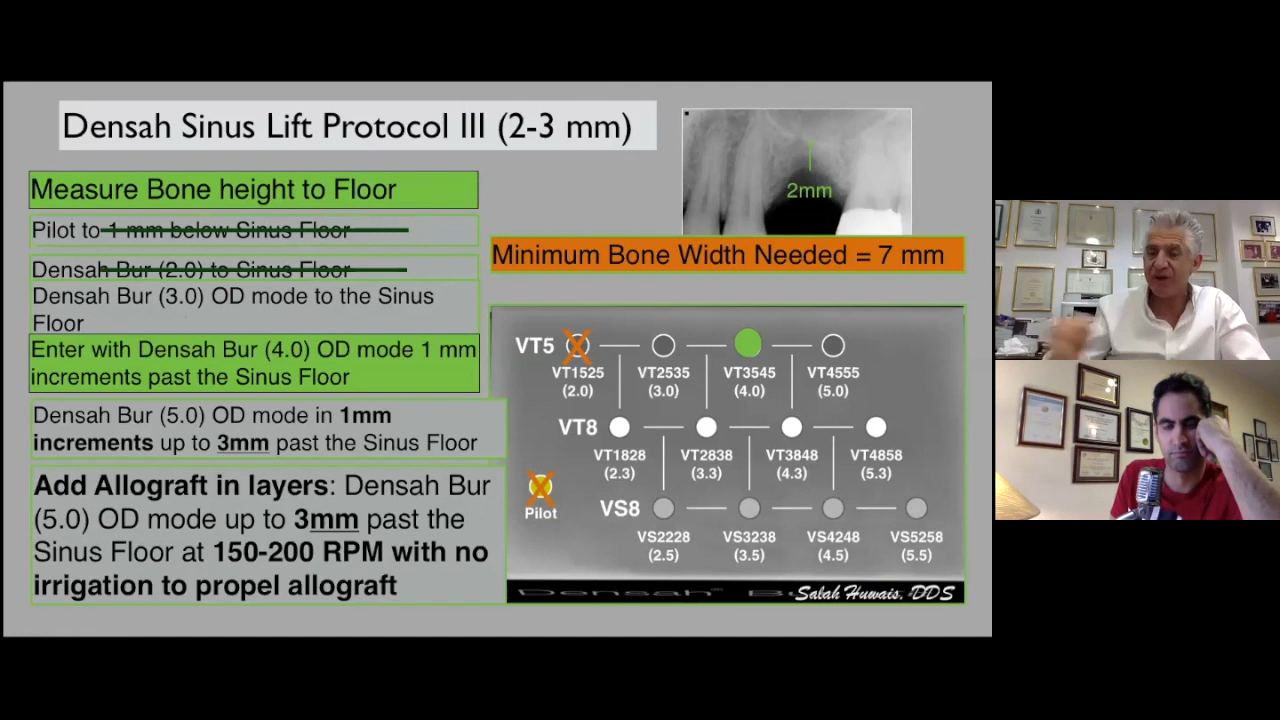 Densah Sinus Lift Protocol III (2-3 mm)
2mm
Measure Bone height to Floor
Pilot to 1 mm below Sinus Floor
Minimum Bone Width Needed = 7 mm
Densah Bur (2.0) to Sinus Floor
Densah Bur (3.0) OD mode to the Sinus
Floor
Enter with Densah Bur (4.0) OD mode 1 mm
increments past the Sinus Floor
Densah Bur (5.0) OD mode in 1mm
increments up to 3mm past the Sinus Floor
Add Allograft in layers: Densah Bur
(5.0) OD mode up to 3mm past the
Sinus Floor at 150-200 RPM with no
irrigation to propel allograft
VT5
VT1525 VT2535 VT3545 VT4555
(2.0) (3.0) (4.0) (5.0)
VT8
VT1828 VT2838 VT3848 VT4858
(2.3) (3.3) (4.3) (5.3)
Pilot
VS8
VS2228 VS3238 VS4248 VS5258
(2.5) (3.5) (4.5) (5.5)
Densah
Salah Huwais, DDS